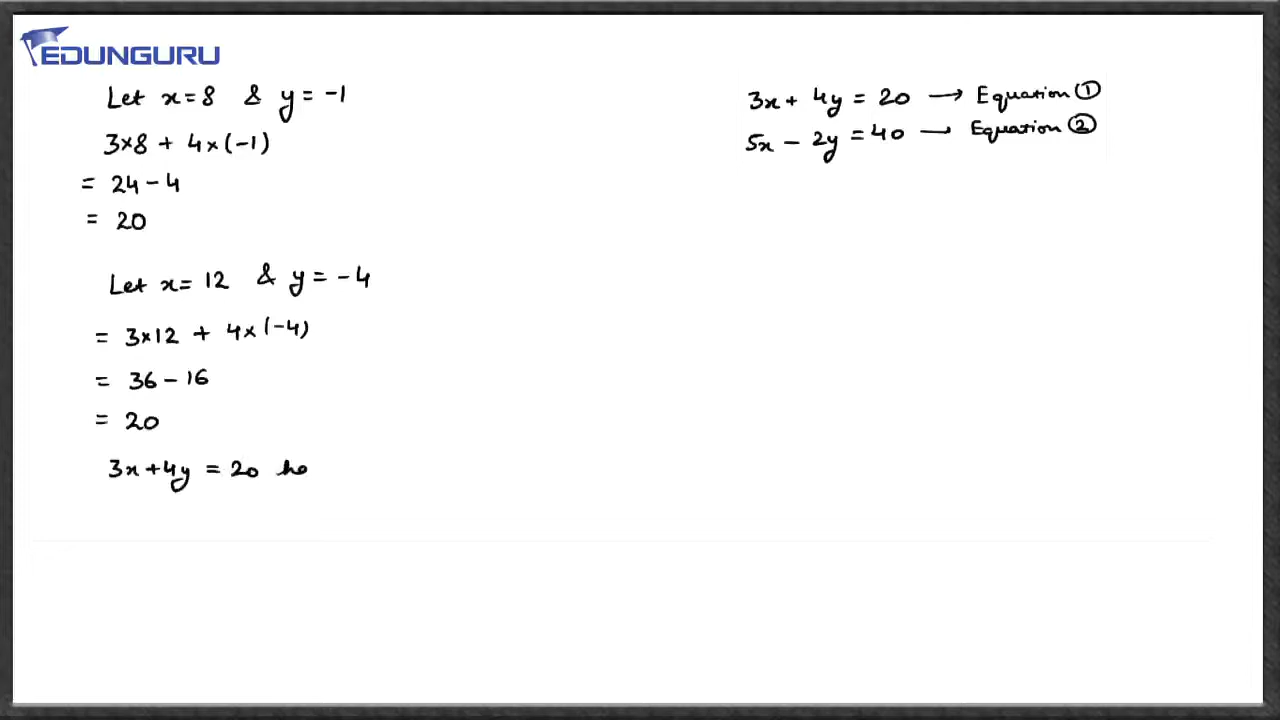 EDUNGURU
Let x=8 & y = -1
3×8 + 4×(-1)
= 24 - 4
= 20
Let x= 12 & y = -4
= 3×12 + 4×(-4)
= 36 - 16
= 20
3x+4y = 20 ho
3x+ 4y = 20 → Equation ①
5x - 2y = 40 → Equation ②